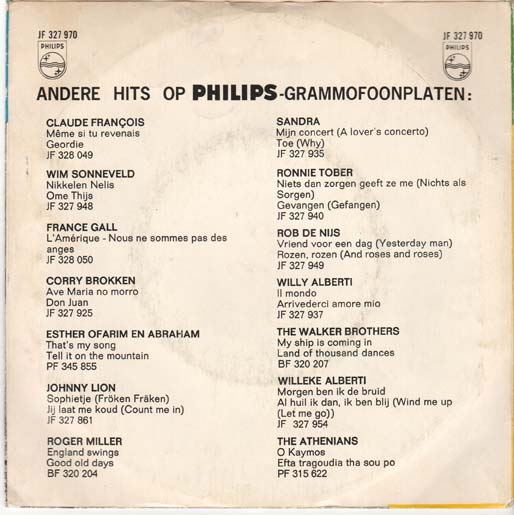 JF 327 970
PHILIPS
JF 327 970
PHILIPS
ANDERE HITS OP PHILIPS-GRAMMOFOONPLATEN:
CLAUDE FRANÇOIS
Même si tu revenais
Geordie
JF 328 049
WIM SONNEVELD
Nikkelen Nelis
Ome Thijs
JF 327 948
FRANCE GALL
L'Amérique - Nous ne sommes pas des
anges
JF 328 050
CORRY BROKKEN
Ave Maria no morro
Don Juan
JF 327 925
ESTHER OFARIM EN ABRAHAM
That's my song
Tell it on the mountain
PF 345 855
JOHNNY LION
Sophietje (Fröken Fråken)
Jij laat me koud (Count me in)
JF 327 861
ROGER MILLER
England swings
Good old days
BF 320 204
SANDRA
Mijn concert (A lover's concerto)
Toe (Why)
JF 327 935
RONNIE TOBER
Niets dan zorgen geeft ze me (Nichts als
Sorgen)
Gevangen (Gefangen)
JF 327 940
ROB DE NIJS
Vriend voor een dag (Yesterday man)
Rozen, rozen (And roses and roses)
JF 327 949
WILLY ALBERTI
Il mondo
Arrivederci amore mio
JF 327 937
THE WALKER BROTHERS
My ship is coming in
Land of thousand dances
BF 320 207
WILLEKE ALBERTI
Morgen ben ik de bruid
Al huil ik dan, ik ben blij (Wind me up
(Let me go))
JF 327 954
THE ATHENIANS
O Kaymos
Efta tragoudia tha sou po
PF 315 622